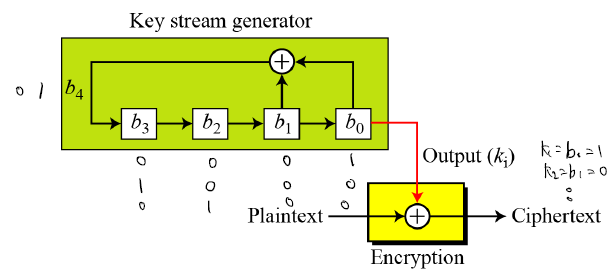 Key stream generator
+
0 1 b4
b3 b2 b1 b0
0 0 0 1
1 0 0 0
0 1 0 0
Output (ki)
k1=b0=1
k2=b1=0
Plaintext + Ciphertext
Encryption